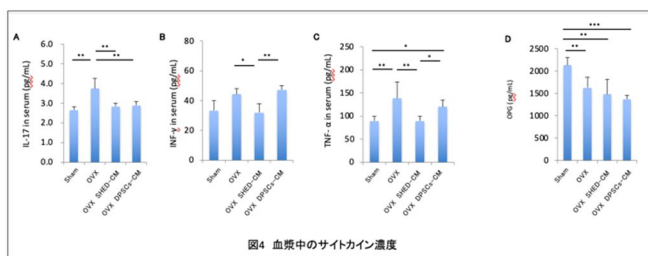 A
IL-17 in serum (pg/mL)
6.0
5.0
4.0
3.0
2.0
1.0
0.0
**
**
**
Sham
OVX
OVX SHED-CM
OVX DPSCs-CM
B
INF-γ in serum (pg/mL)
60
40
20
0
*
**
Sham
OVX
OVX SHED-CM
OVX DPSCs-CM
C
TNF- α in serum (pg/mL)
250
200
150
100
50
0
*
**
**
*
Sham
OVX
OVX SHED-CM
OVX DPSCs-CM
D
OPG (pg/mL)
2500
2000
1500
1000
500
0
***
**
**
Sham
OVX
OVX SHED-CM
OVX DPSCs-CM
図4 血漿中のサイトカイン濃度